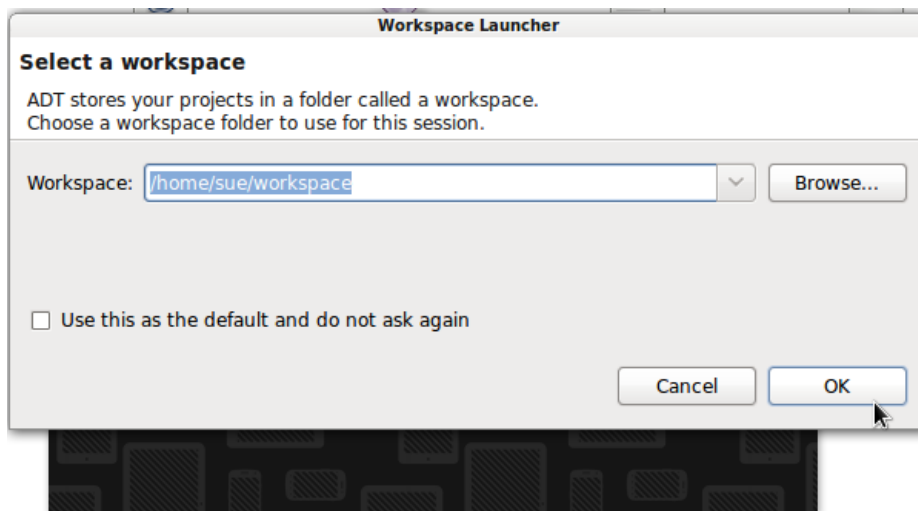 Workspace Launcher
Select a workspace
ADT stores your projects in a folder called a workspace.
Choose a workspace folder to use for this session.
Workspace: /home/sue/workspace Browse...
Use this as the default and do not ask again
Cancel OK